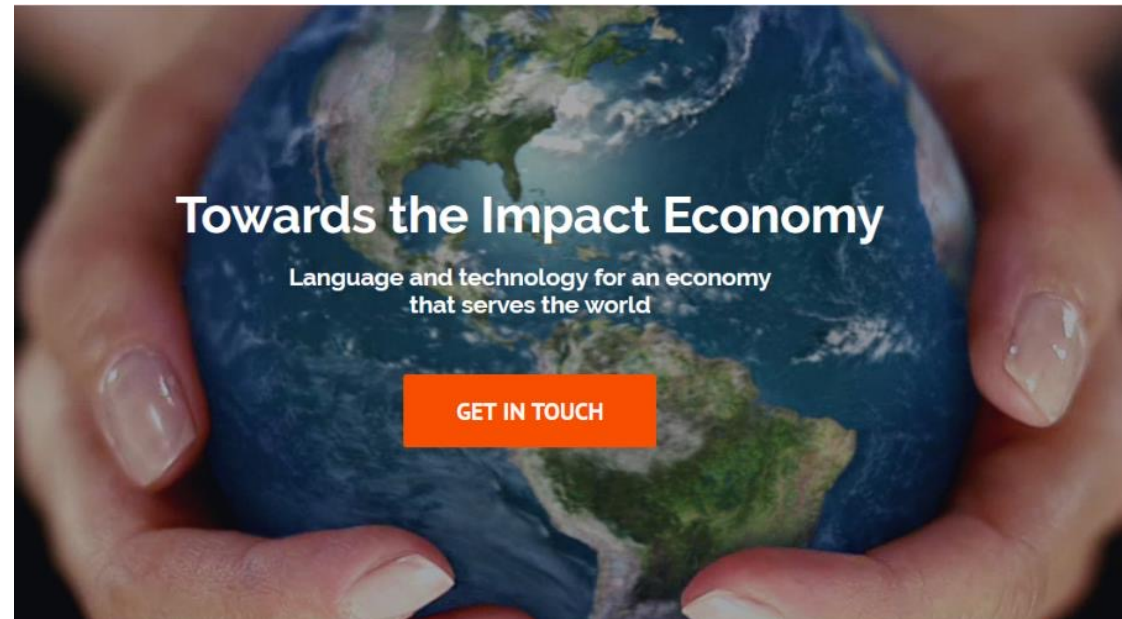 Towards the Impact Economy
Language and technology for an economy
that serves the world
GET IN TOUCH